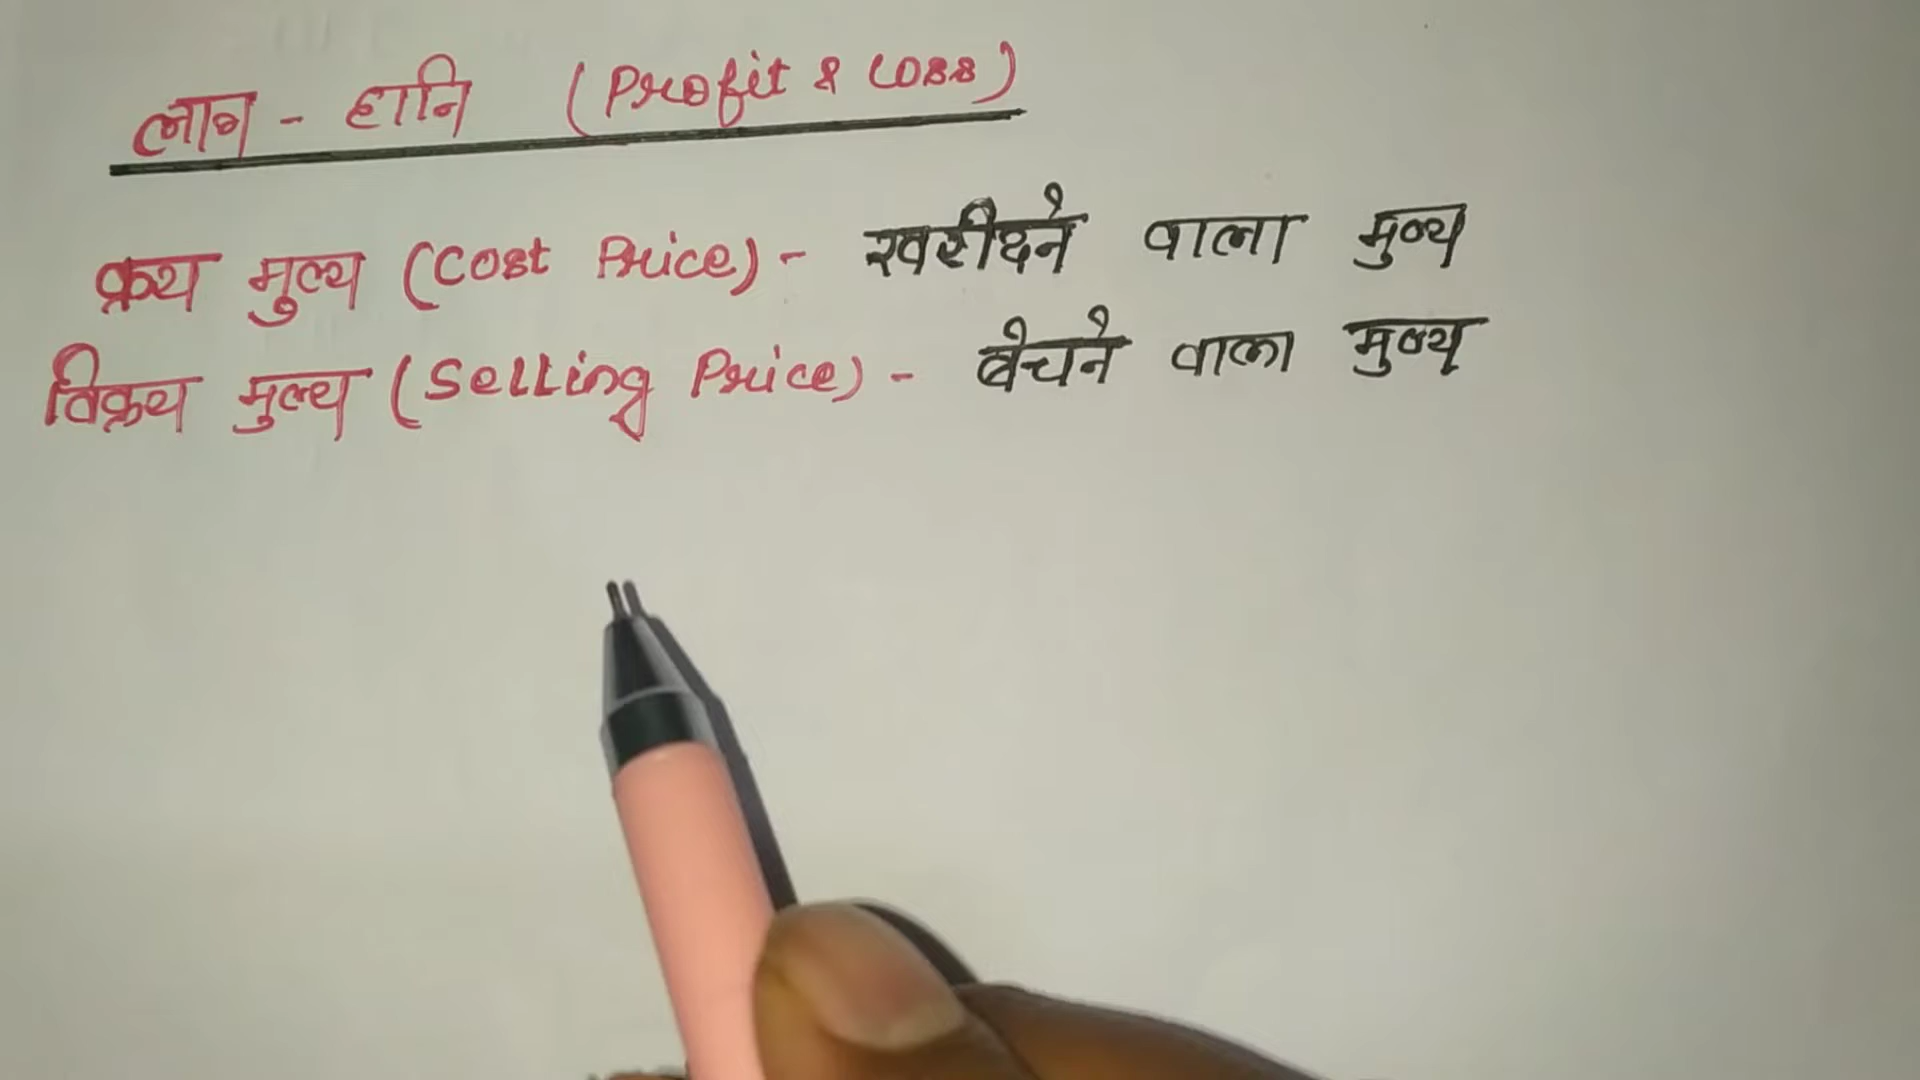 लाभ - हानि (Profit & Loss)
क्रय मुल्य (Cost Price) - खरीदने वाला मुल्य
विक्रय मुल्य (Selling Price) - बेचने वाला मुल्य